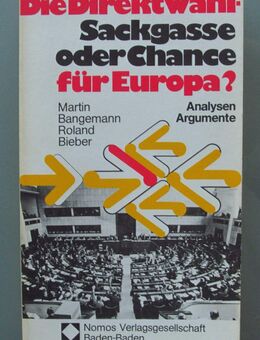 Die Direktwahl-
Sackgasse
oder Chance
für Europa?
Martin
Bangemann
Roland
Bieber
Analysen
Argumente
Nomos Verlagsgesellschaft
Baden-Baden